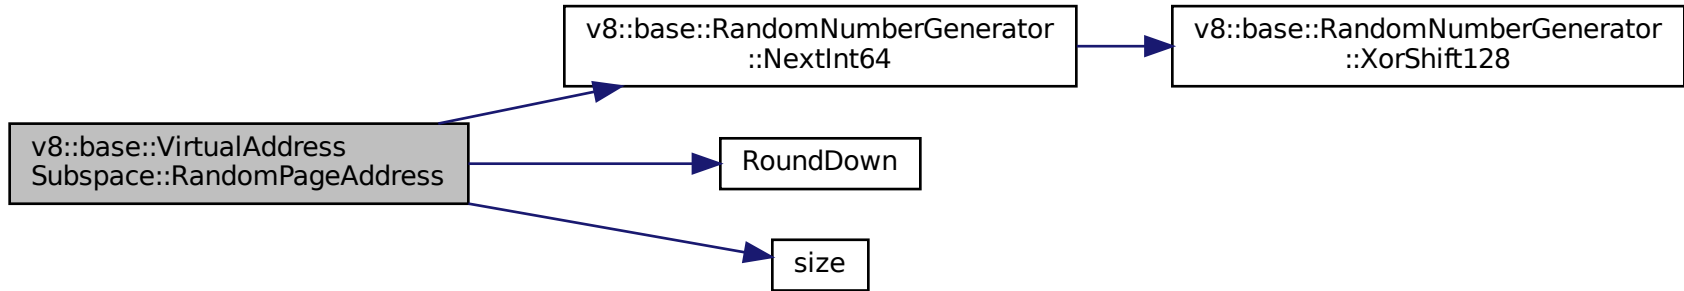 v8::base::VirtualAddress
Subspace::RandomPageAddress
v8::base::RandomNumberGenerator
::NextInt64
v8::base::RandomNumberGenerator
::XorShift128
RoundDown
size